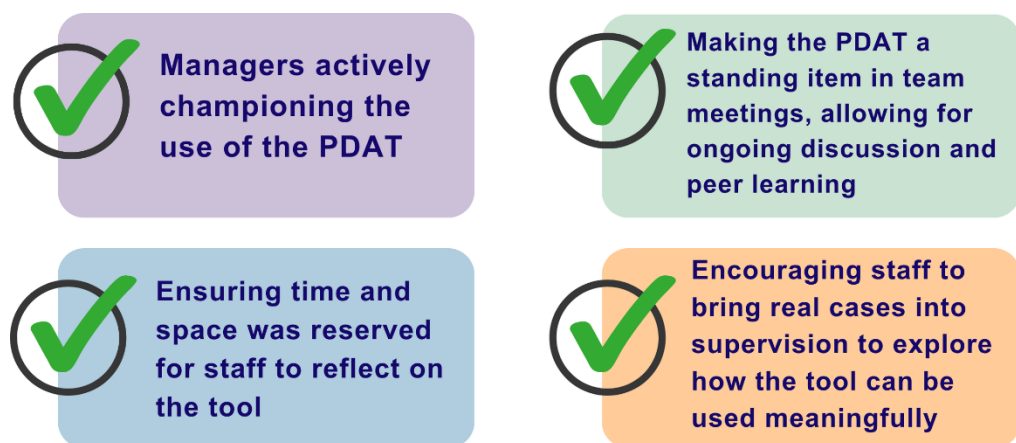 Managers actively
championing the
use of the PDAT
Making the PDAT a
standing item in team
meetings, allowing for
ongoing discussion and
peer learning
Ensuring time and
space was reserved
for staff to reflect on
the tool
Encouraging staff to
bring real cases into
supervision to explore
how the tool can be
used meaningfully